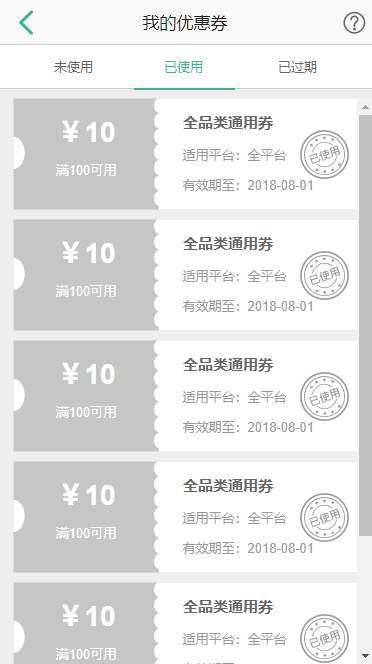 我的优惠券
未使用 已使用 已过期
¥10
满100可用
全品类通用券
适用平台：全平台
有效期至：2018-08-01
已使用
¥10
满100可用
全品类通用券
适用平台：全平台
有效期至：2018-08-01
已使用
¥10
满100可用
全品类通用券
适用平台：全平台
有效期至：2018-08-01
已使用
¥10
满100可用
全品类通用券
适用平台：全平台
有效期至：2018-08-01
已使用
¥10
满100可用
全品类通用券
适用平台：全平台
已使用